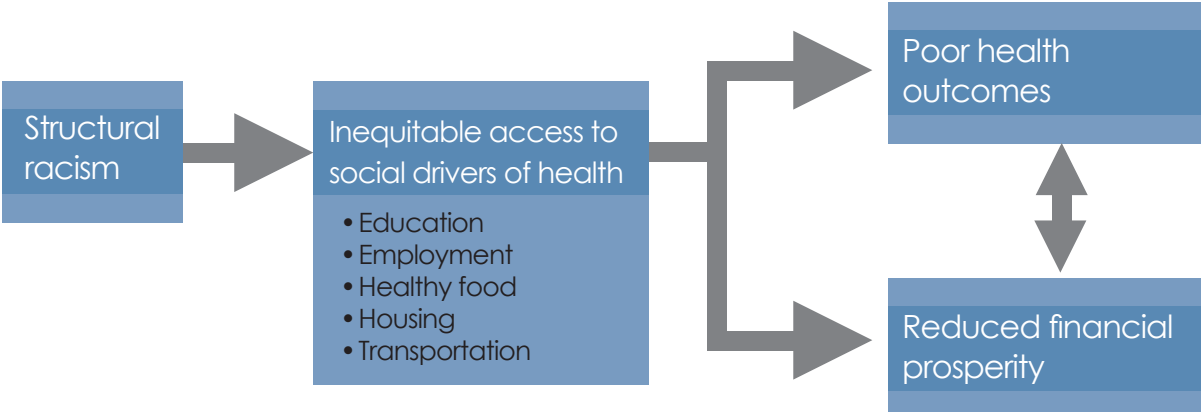 Structural
racism
Inequitable access to
social drivers of health
• Education
• Employment
• Healthy food
• Housing
• Transportation
Poor health
outcomes
Reduced financial
prosperity